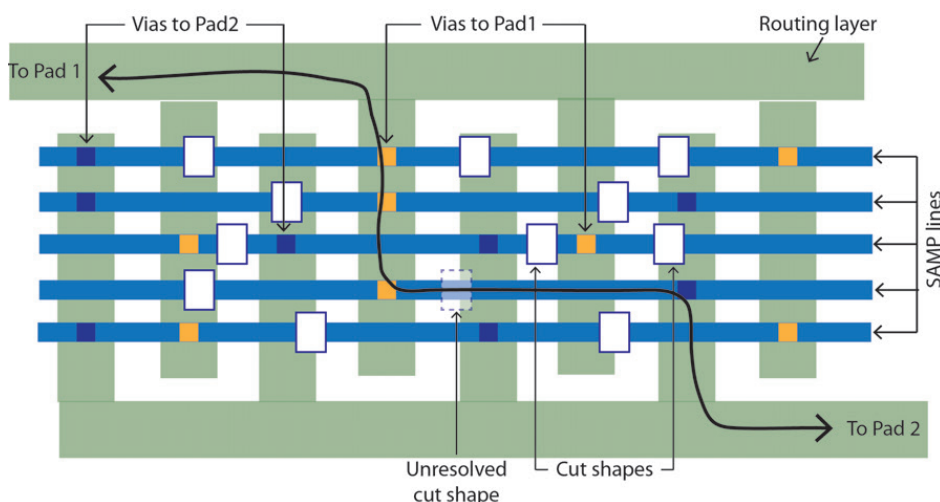 Vias to Pad2
Vias to Pad1
Routing layer
To Pad 1
SAMP lines
To Pad 2
Unresolved
cut shape
Cut shapes